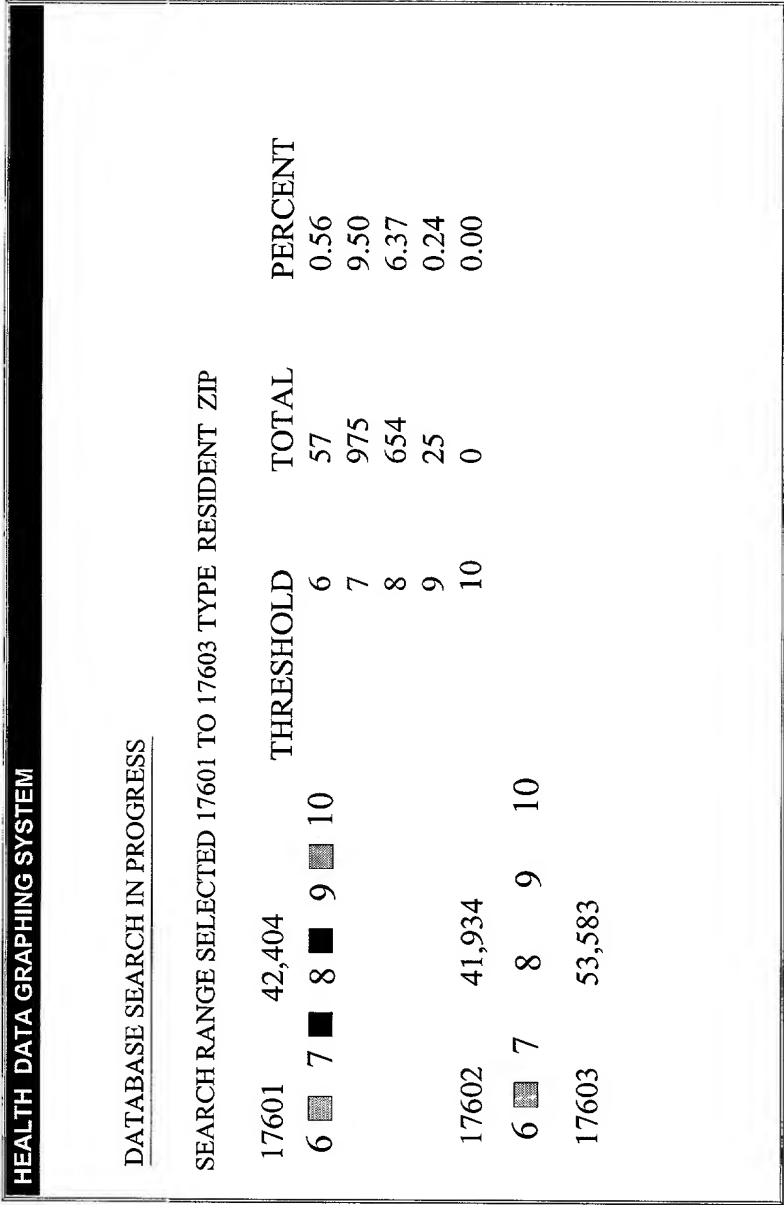 HEALTH DATA GRAPHING SYSTEM
DATABASE SEARCH IN PROGRESS
SEARCH RANGE SELECTED 17601 TO 17603 TYPE RESIDENT ZIP
17601 42,404 THRESHOLD TOTAL PERCENT
6 7 8 9 10 6 57 0.56
7 975 9.50
8 654 6.37
9 25 0.24
17602 41,934 10 0 0.00
6 7 8 9 10
17603 53,583